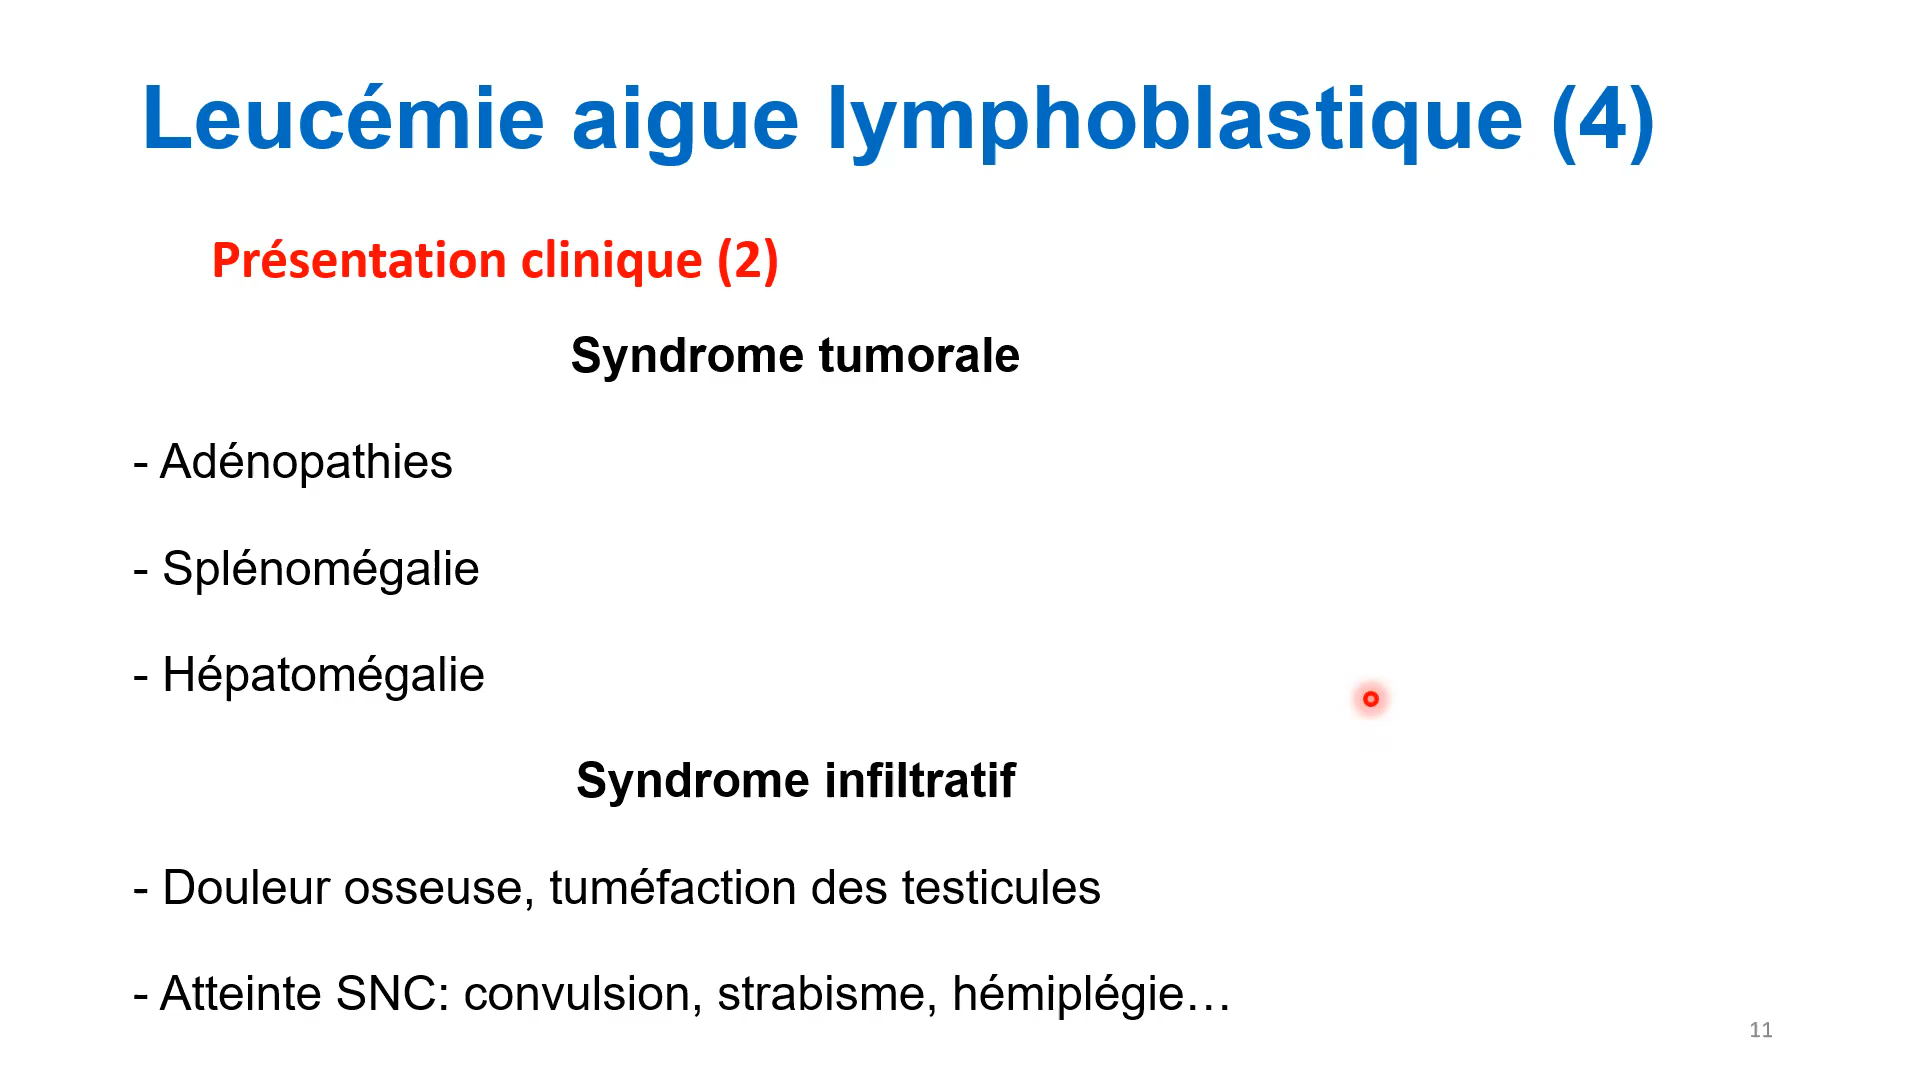 Leucémie aigue lymphoblastique (4)
Présentation clinique (2)
Syndrome tumorale
- Adénopathies
- Splénomégalie
- Hépatomégalie
Syndrome infiltratif
- Douleur osseuse, tuméfaction des testicules
- Atteinte SNC: convulsion, strabisme, hémiplégie…
11